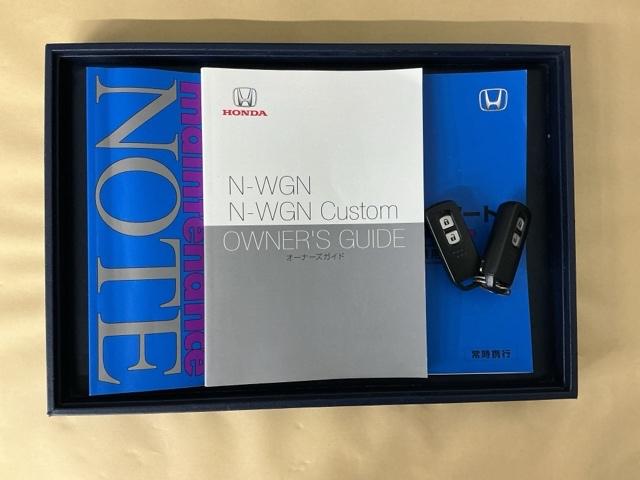 maintenance
NOTE
HONDA
N-WGN
N-WGN Custom
OWNER'S GUIDE
オーナーズガイド
常時携行